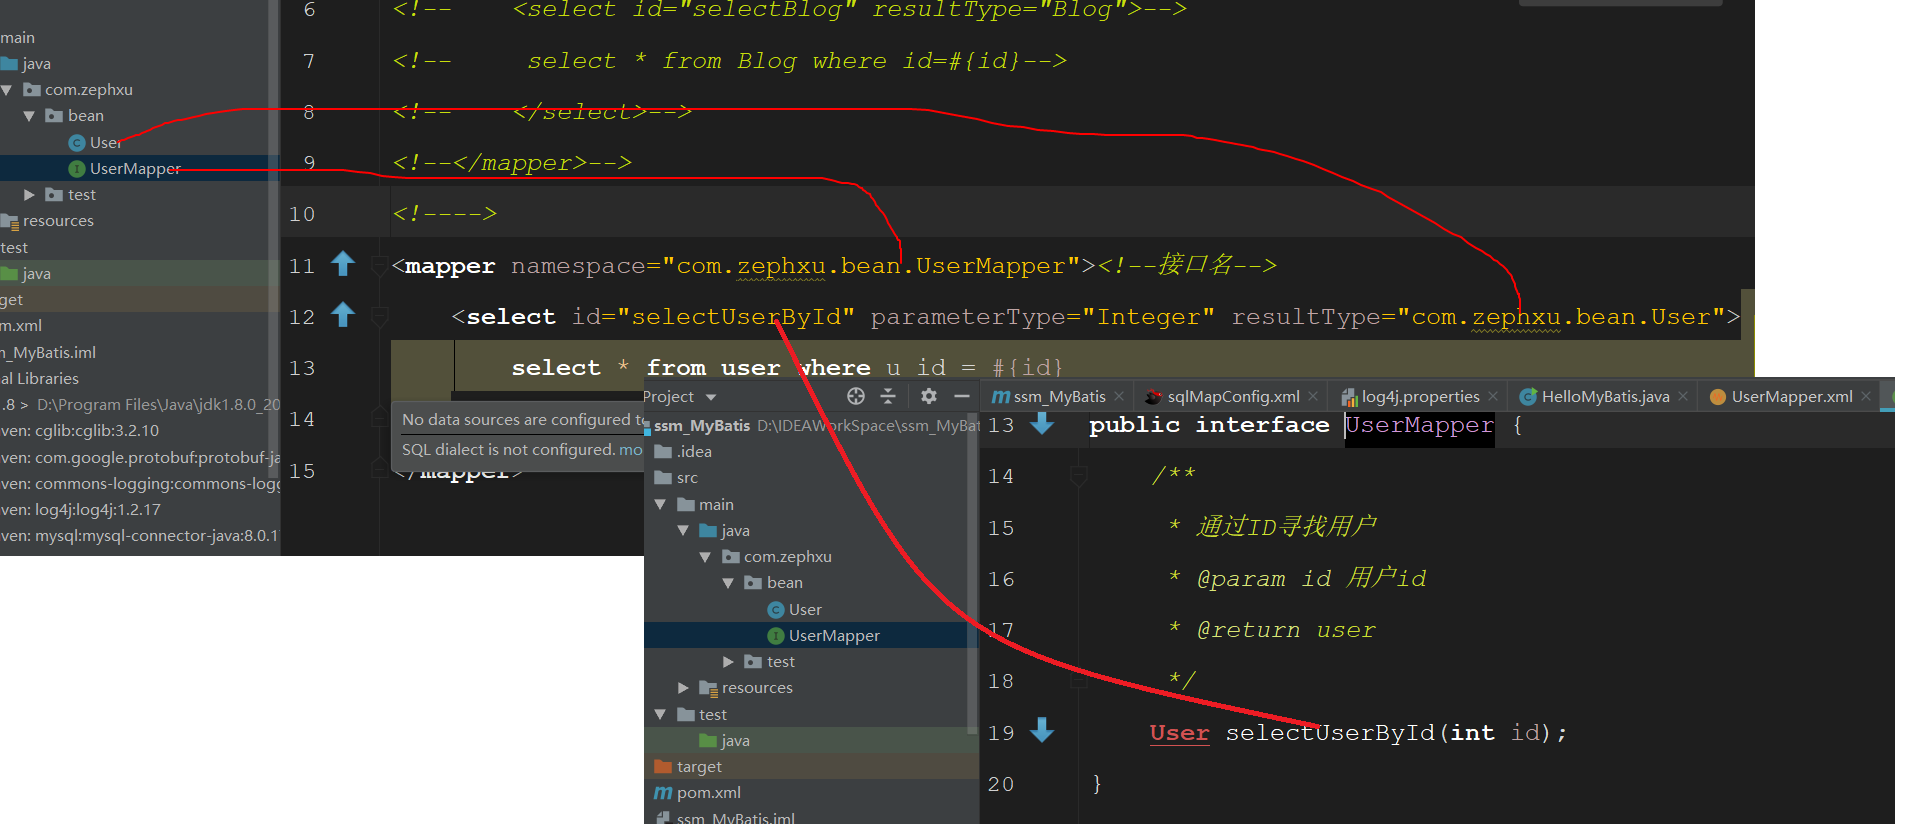 main
java
com.zephxu
bean
User
UserMapper
test
resources
test
java
get
m.xml
m_MyBatis.iml
al Libraries
.8 > D:\Program Files\Java\jdk1.8.0_20
ven: cglib:cglib:3.2.10
ven: com.google.protobuf:protobuf-ja
ven: commons-logging:commons-logg
ven: log4j:log4j:1.2.17
ven: mysql:mysql-connector-java:8.0.1
6 <!-- <select id="selectBlog" resultType="Blog">-->
7 <!-- select * from Blog where id=#{id}-->
8 <!-- </select>-->
9 <!--</mapper>-->
10 <!---->
11 <mapper namespace="com.zephxu.bean.UserMapper"><!--接口名-->
12 <select id="selectUserById" parameterType="Integer" resultType="com.zephxu.bean.User">
13 select * from user where u_id = #{id}
14
15 </mapper>
No data sources are configured to
SQL dialect is not configured. mo
Project
ssm_MyBatis D:\IDEAWorkSpace\ssm_MyBat
.idea
src
main
java
com.zephxu
bean
User
UserMapper
test
resources
test
java
target
pom.xml
ssm_MyBatis.iml
ssm_MyBatis
sqlMapConfig.xml
log4j.properties
HelloMyBatis.java
UserMapper.xml
13 public interface UserMapper {
14 /**
15 * 通过ID寻找用户
16 * @param id 用户id
17 * @return user
18 */
19 User selectUserById(int id);
20 }